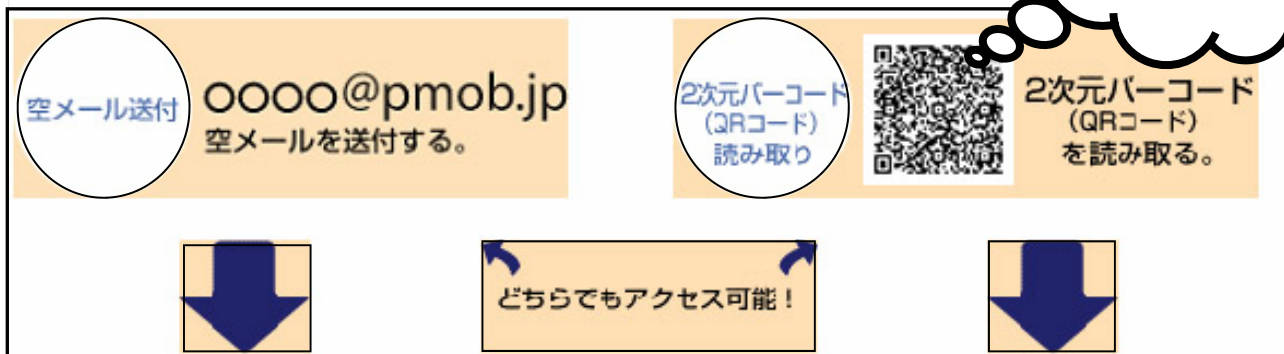 空メール送付
oooo@pmob.jp
空メールを送付する。
2次元バーコード
(QRコード)
読み取り
2次元バーコード
(QRコード)
を読み取る。
どちらでもアクセス可能!